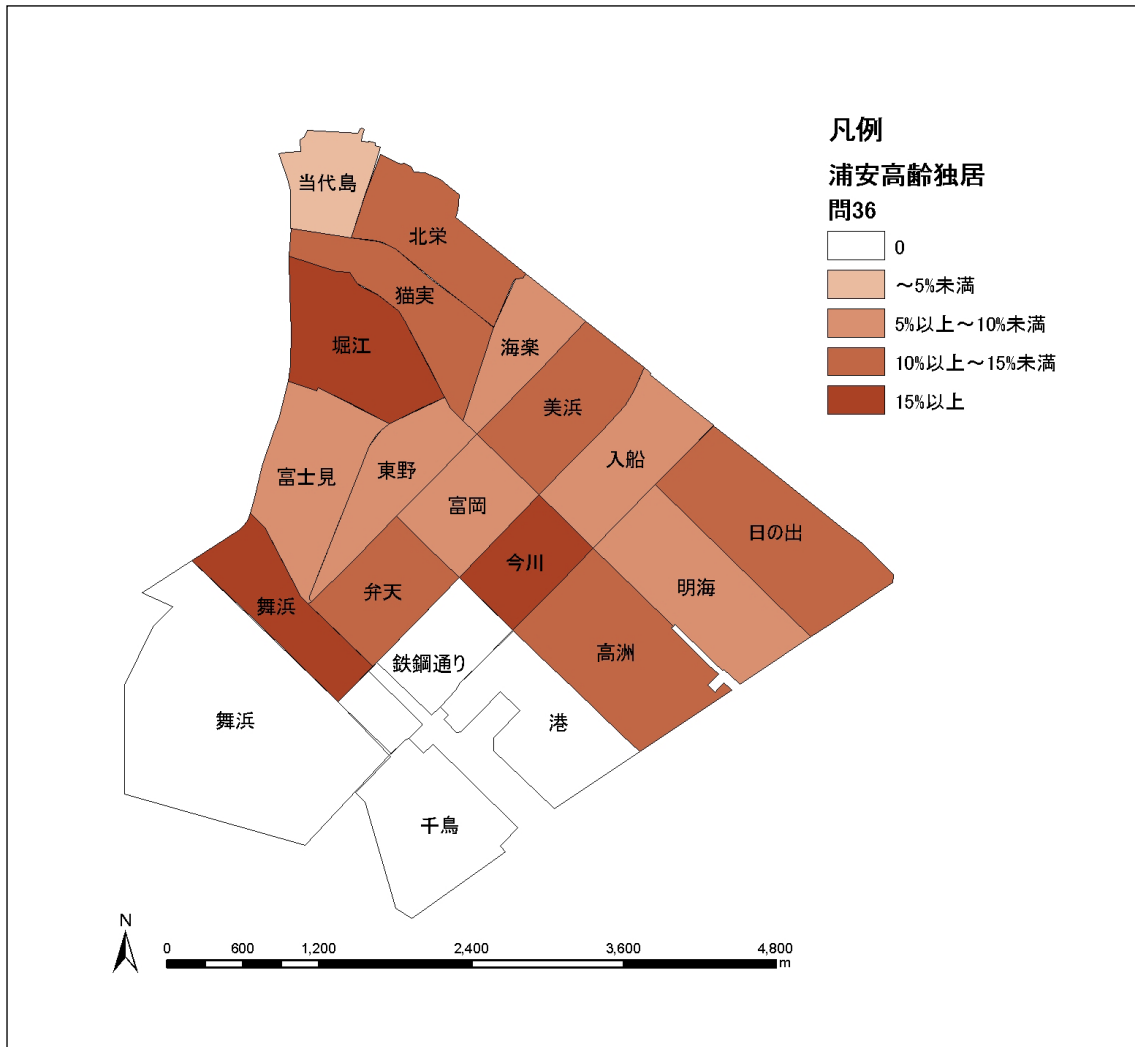 凡例
浦安高齢独居
問36
0
～5%未満
5%以上～10%未満
10%以上～15%未満
15%以上
当代島
北栄
猫実
堀江
海楽
美浜
入船
東野
富士見
富岡
日の出
今川
明海
弁天
舞浜
高洲
鉄鋼通り
舞浜
港
千鳥
N
0 600 1,200 2,400 3,600 4,800
m